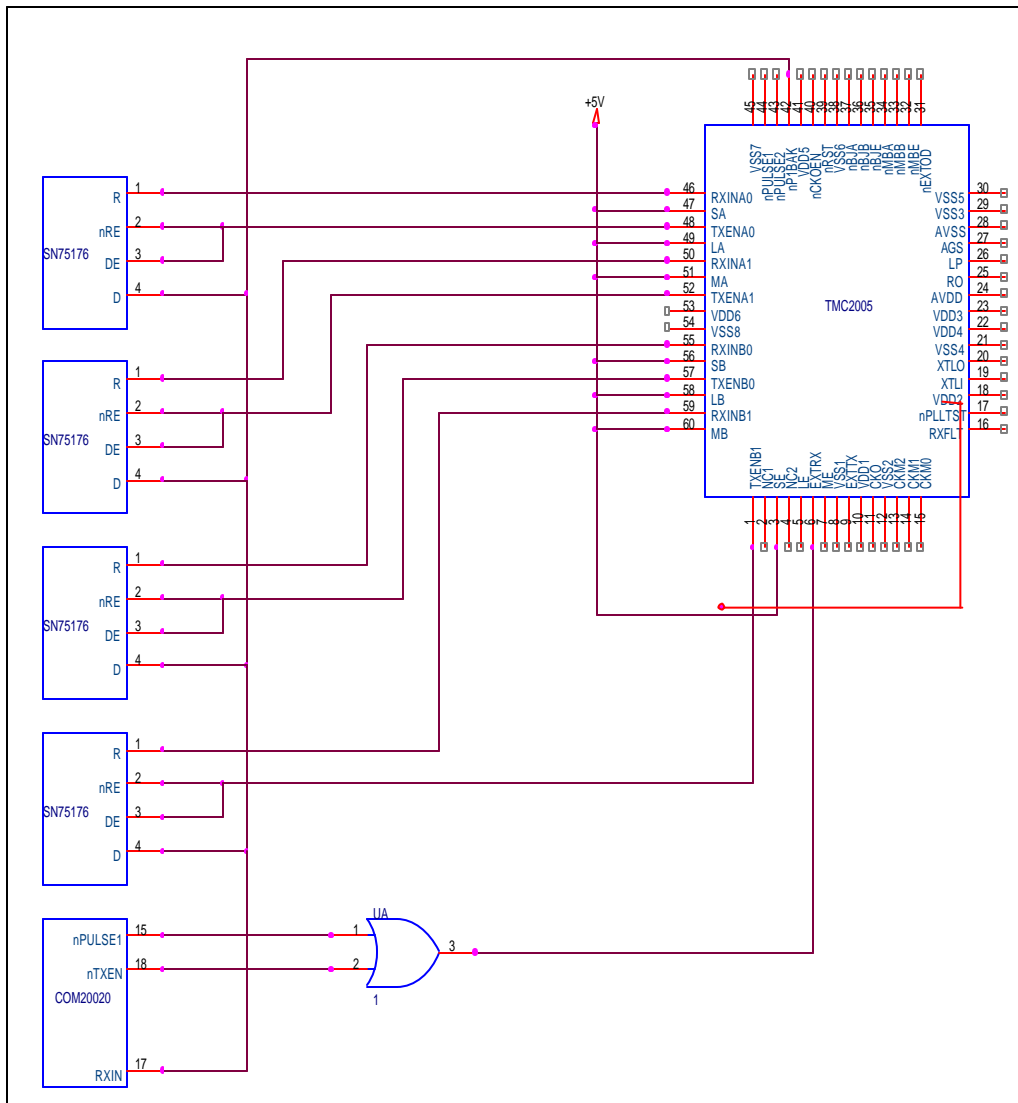 +5V
45 44 43 42 41 40 39 38 37 36 35 34 33 32 31
VSS7 nPULSE1 nPULSE2 nP1BAK VDD5 nCKOEN nRST VSS6 nBJA nBJB nBJE nMBA nMBB nMBE nEXTOD
TMC2005
46 RXINA0
47 SA
48 TXENA0
49 LA
50 RXINA1
51 MA
52 TXENA1
53 VDD6
54 VSS8
55 RXINB0
56 SB
57 TXENB0
58 LB
59 RXINB1
60 MB
VSS5 30
VSS3 29
AVSS 28
AGS 27
LP 26
RO 25
AVDD 24
VDD3 23
VDD4 22
VSS4 21
XTLO 20
XTLI 19
VDD2 18
nPLLTST 17
RXFLT 16
TXENB1 NC1 SE NC2 LE EXTRX ME VSS1 EXTTX VDD1 CKO VSS2 CKM2 CKM1 CKM0
1 2 3 4 5 6 7 8 9 10 11 12 13 14 15
SN75176
R 1
nRE 2
DE 3
D 4
SN75176
R 1
nRE 2
DE 3
D 4
SN75176
R 1
nRE 2
DE 3
D 4
SN75176
R 1
nRE 2
DE 3
D 4
COM20020
nPULSE1 15
nTXEN 18
RXIN 17
UA
1
2
3
1